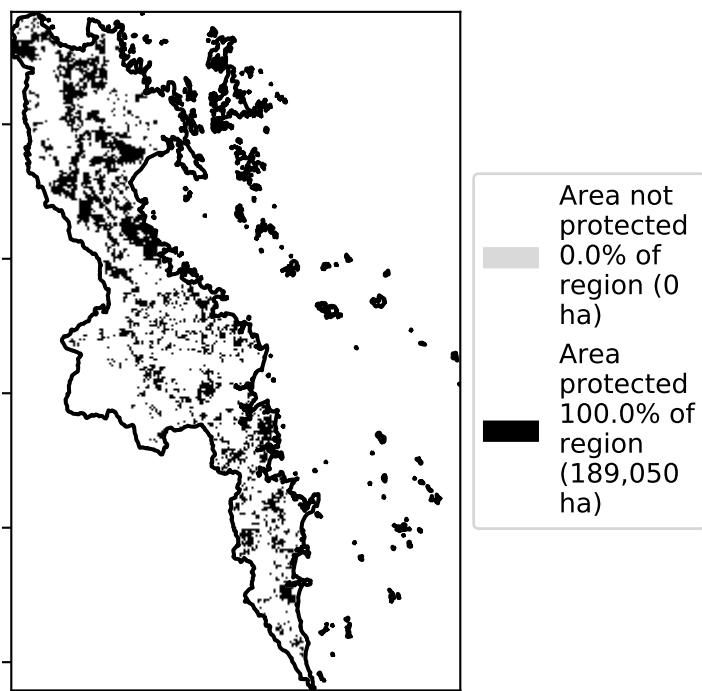 Area not
protected
0.0% of
region (0
ha)
Area
protected
100.0% of
region
(189,050
ha)